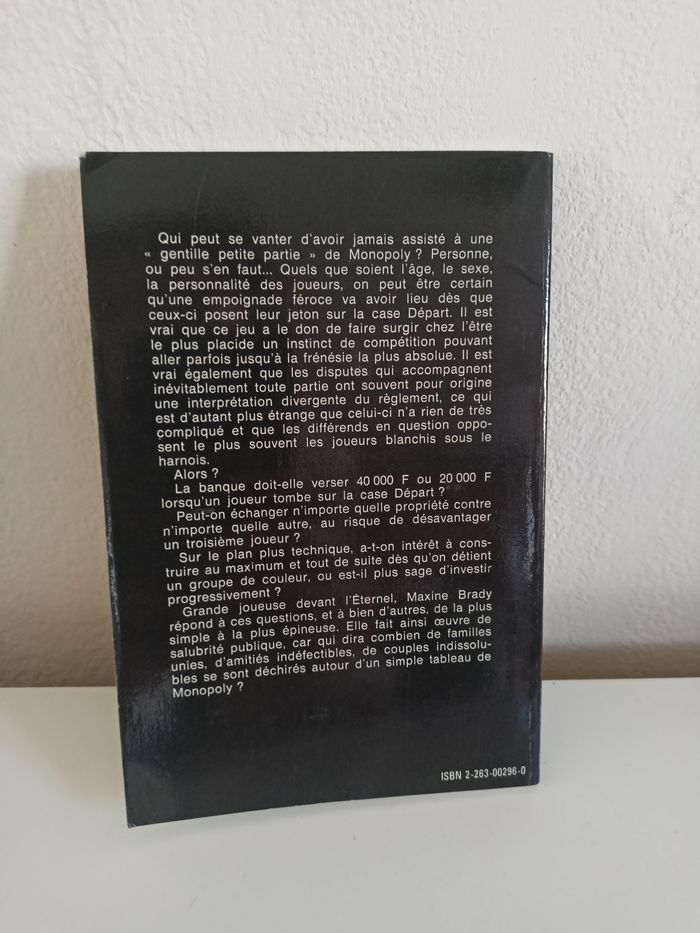 Qui peut se vanter d'avoir jamais assisté à une
« gentille petite partie » de Monopoly ? Personne,
ou peu s'en faut... Quels que soient l'âge, le sexe,
la personnalité des joueurs, on peut être certain
qu'une empoignade féroce va avoir lieu dès que
ceux-ci posent leur jeton sur la case Départ. Il est
vrai que ce jeu a le don de faire surgir chez l'être
le plus placide un instinct de compétition pouvant
aller parfois jusqu'à la frénésie la plus absolue. Il est
vrai également que les disputes qui accompagnent
inévitablement toute partie ont souvent pour origine
une interprétation divergente du règlement, ce qui
est d'autant plus étrange que celui-ci n'a rien de très
compliqué et que les différends en question oppo-
sent le plus souvent les joueurs blanchis sous le
harnois.
Alors ?
La banque doit-elle verser 40 000 F ou 20 000 F
lorsqu'un joueur tombe sur la case Départ ?
Peut-on échanger n'importe quelle propriété contre
n'importe quelle autre, au risque de désavantager
un troisième joueur ?
Sur le plan plus technique, a-t-on intérêt à cons-
truire au maximum et tout de suite dès qu'on détient
un groupe de couleur, ou est-il plus sage d'investir
progressivement ?
Grande joueuse devant l'Éternel, Maxine Brady
répond à ces questions, et à bien d'autres, de la plus
simple à la plus épineuse. Elle fait ainsi œuvre de
salubrité publique, car qui dira combien de familles
unies, d'amitiés indéfectibles, de couples indissolu-
bles se sont déchirés autour d'un simple tableau de
Monopoly ?
ISBN 2-263-00296-0